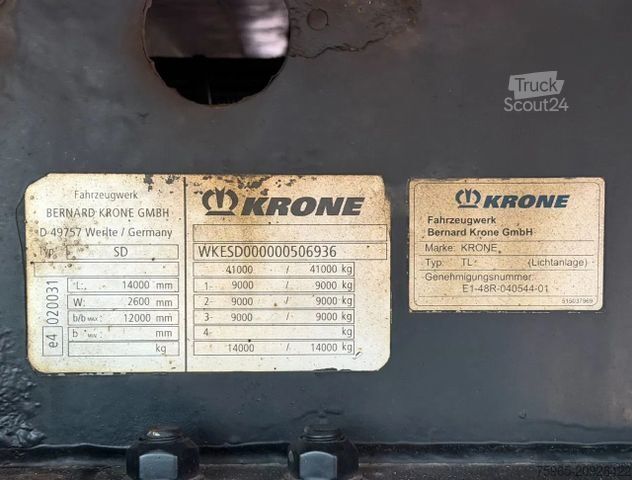 Truck
Scout24
Fahrzeugwerk
BERNARD KRONE GMBH
D-49757 Werlte / Germany
SD
e4 020031
L: 14000 mm
W: 2600 mm
b/b MAX: 12000 mm
b MIN: mm
kg
KRONE
WKESD000000506936
41000 / 41000 kg
1- 9000 / 9000 kg
2- 9000 / 9000 kg
3- 9000 / 9000 kg
4- kg
14000 / 14000 kg
KRONE
Fahrzeugwerk
Bernard Krone GmbH
Marke: KRONE
Typ: TL (Lichtanlage)
Genehmigungsnummer:
E1-48R-040544-01
515037969